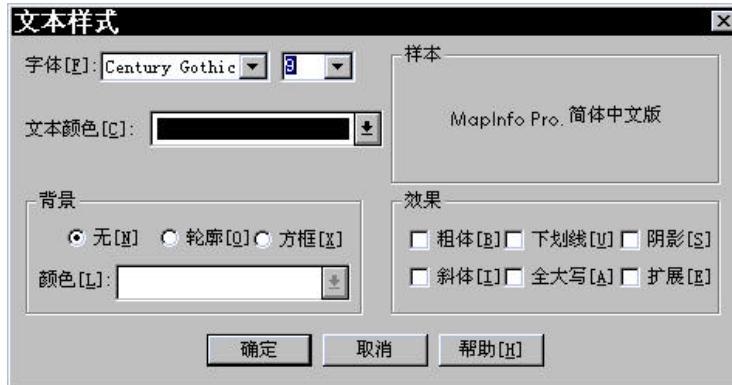 文本样式
字体[F]: Century Gothic 9
文本颜色[C]:
样本
MapInfo Pro. 简体中文版
背景
无[N] 轮廓[O] 方框[X]
颜色[L]:
效果
粗体[B] 下划线[U] 阴影[S]
斜体[I] 全大写[A] 扩展[E]
确定 取消 帮助[H]